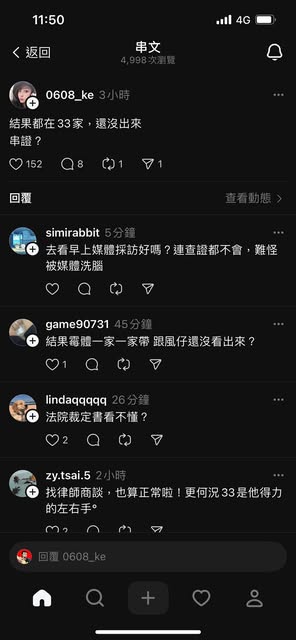 11:50
4G
返回
串文
4,998 次瀏覽
0608_ke 3小時
結果都在33家，還沒出來
串證？
152 8 1 1
回覆
查看動態
simirabbit 5分鐘
去看早上媒體採訪好嗎？連查證都不會，難怪
被媒體洗腦
game90731 45分鐘
結果霉體一家一家帶 跟風仔還沒看出來？
1
lindaqqqqq 26分鐘
法院裁定書看不懂？
2
zy.tsai.5 2小時
找律師商談，也算正常啦！更何況33是他得力
的左右手°
2
回覆 0608_ke